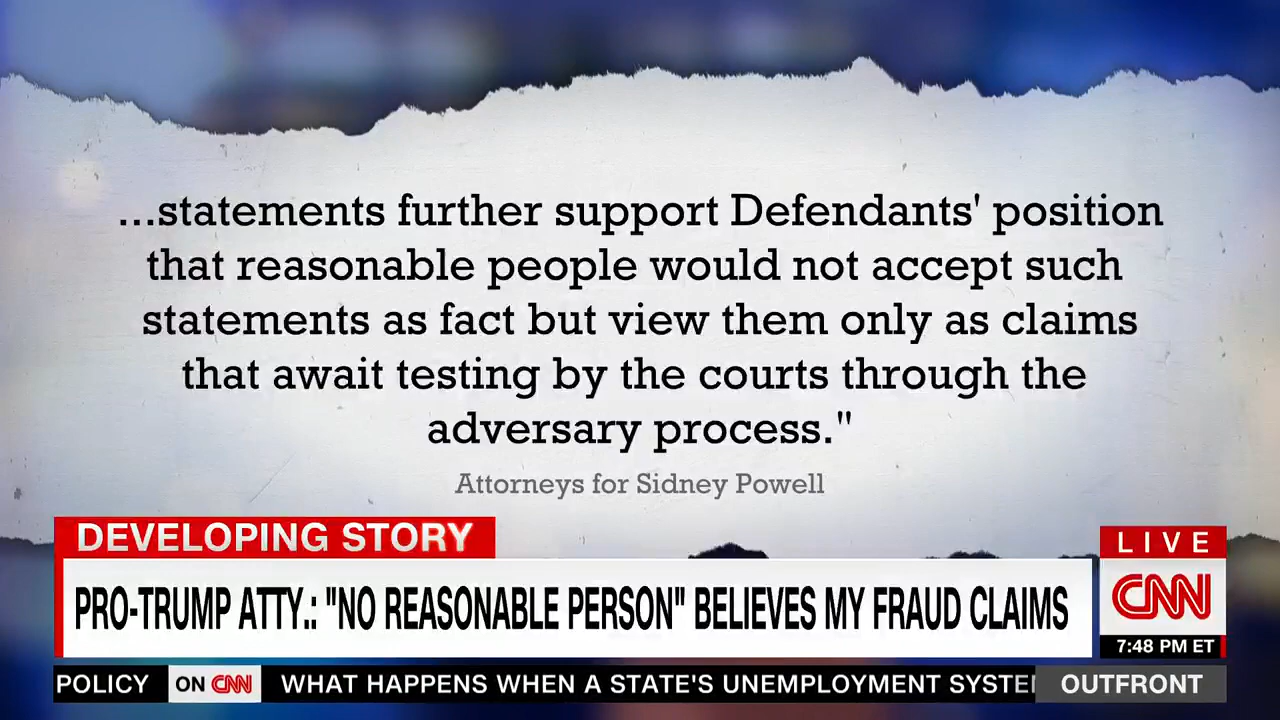 ...statements further support Defendants' position
that reasonable people would not accept such
statements as fact but view them only as claims
that await testing by the courts through the
adversary process."
Attorneys for Sidney Powell
DEVELOPING STORY
PRO-TRUMP ATTY.: "NO REASONABLE PERSON" BELIEVES MY FRAUD CLAIMS
LIVE
CNN
7:48 PM ET
POLICY ON CNN WHAT HAPPENS WHEN A STATE'S UNEMPLOYMENT SYSTE
OUTFRONT